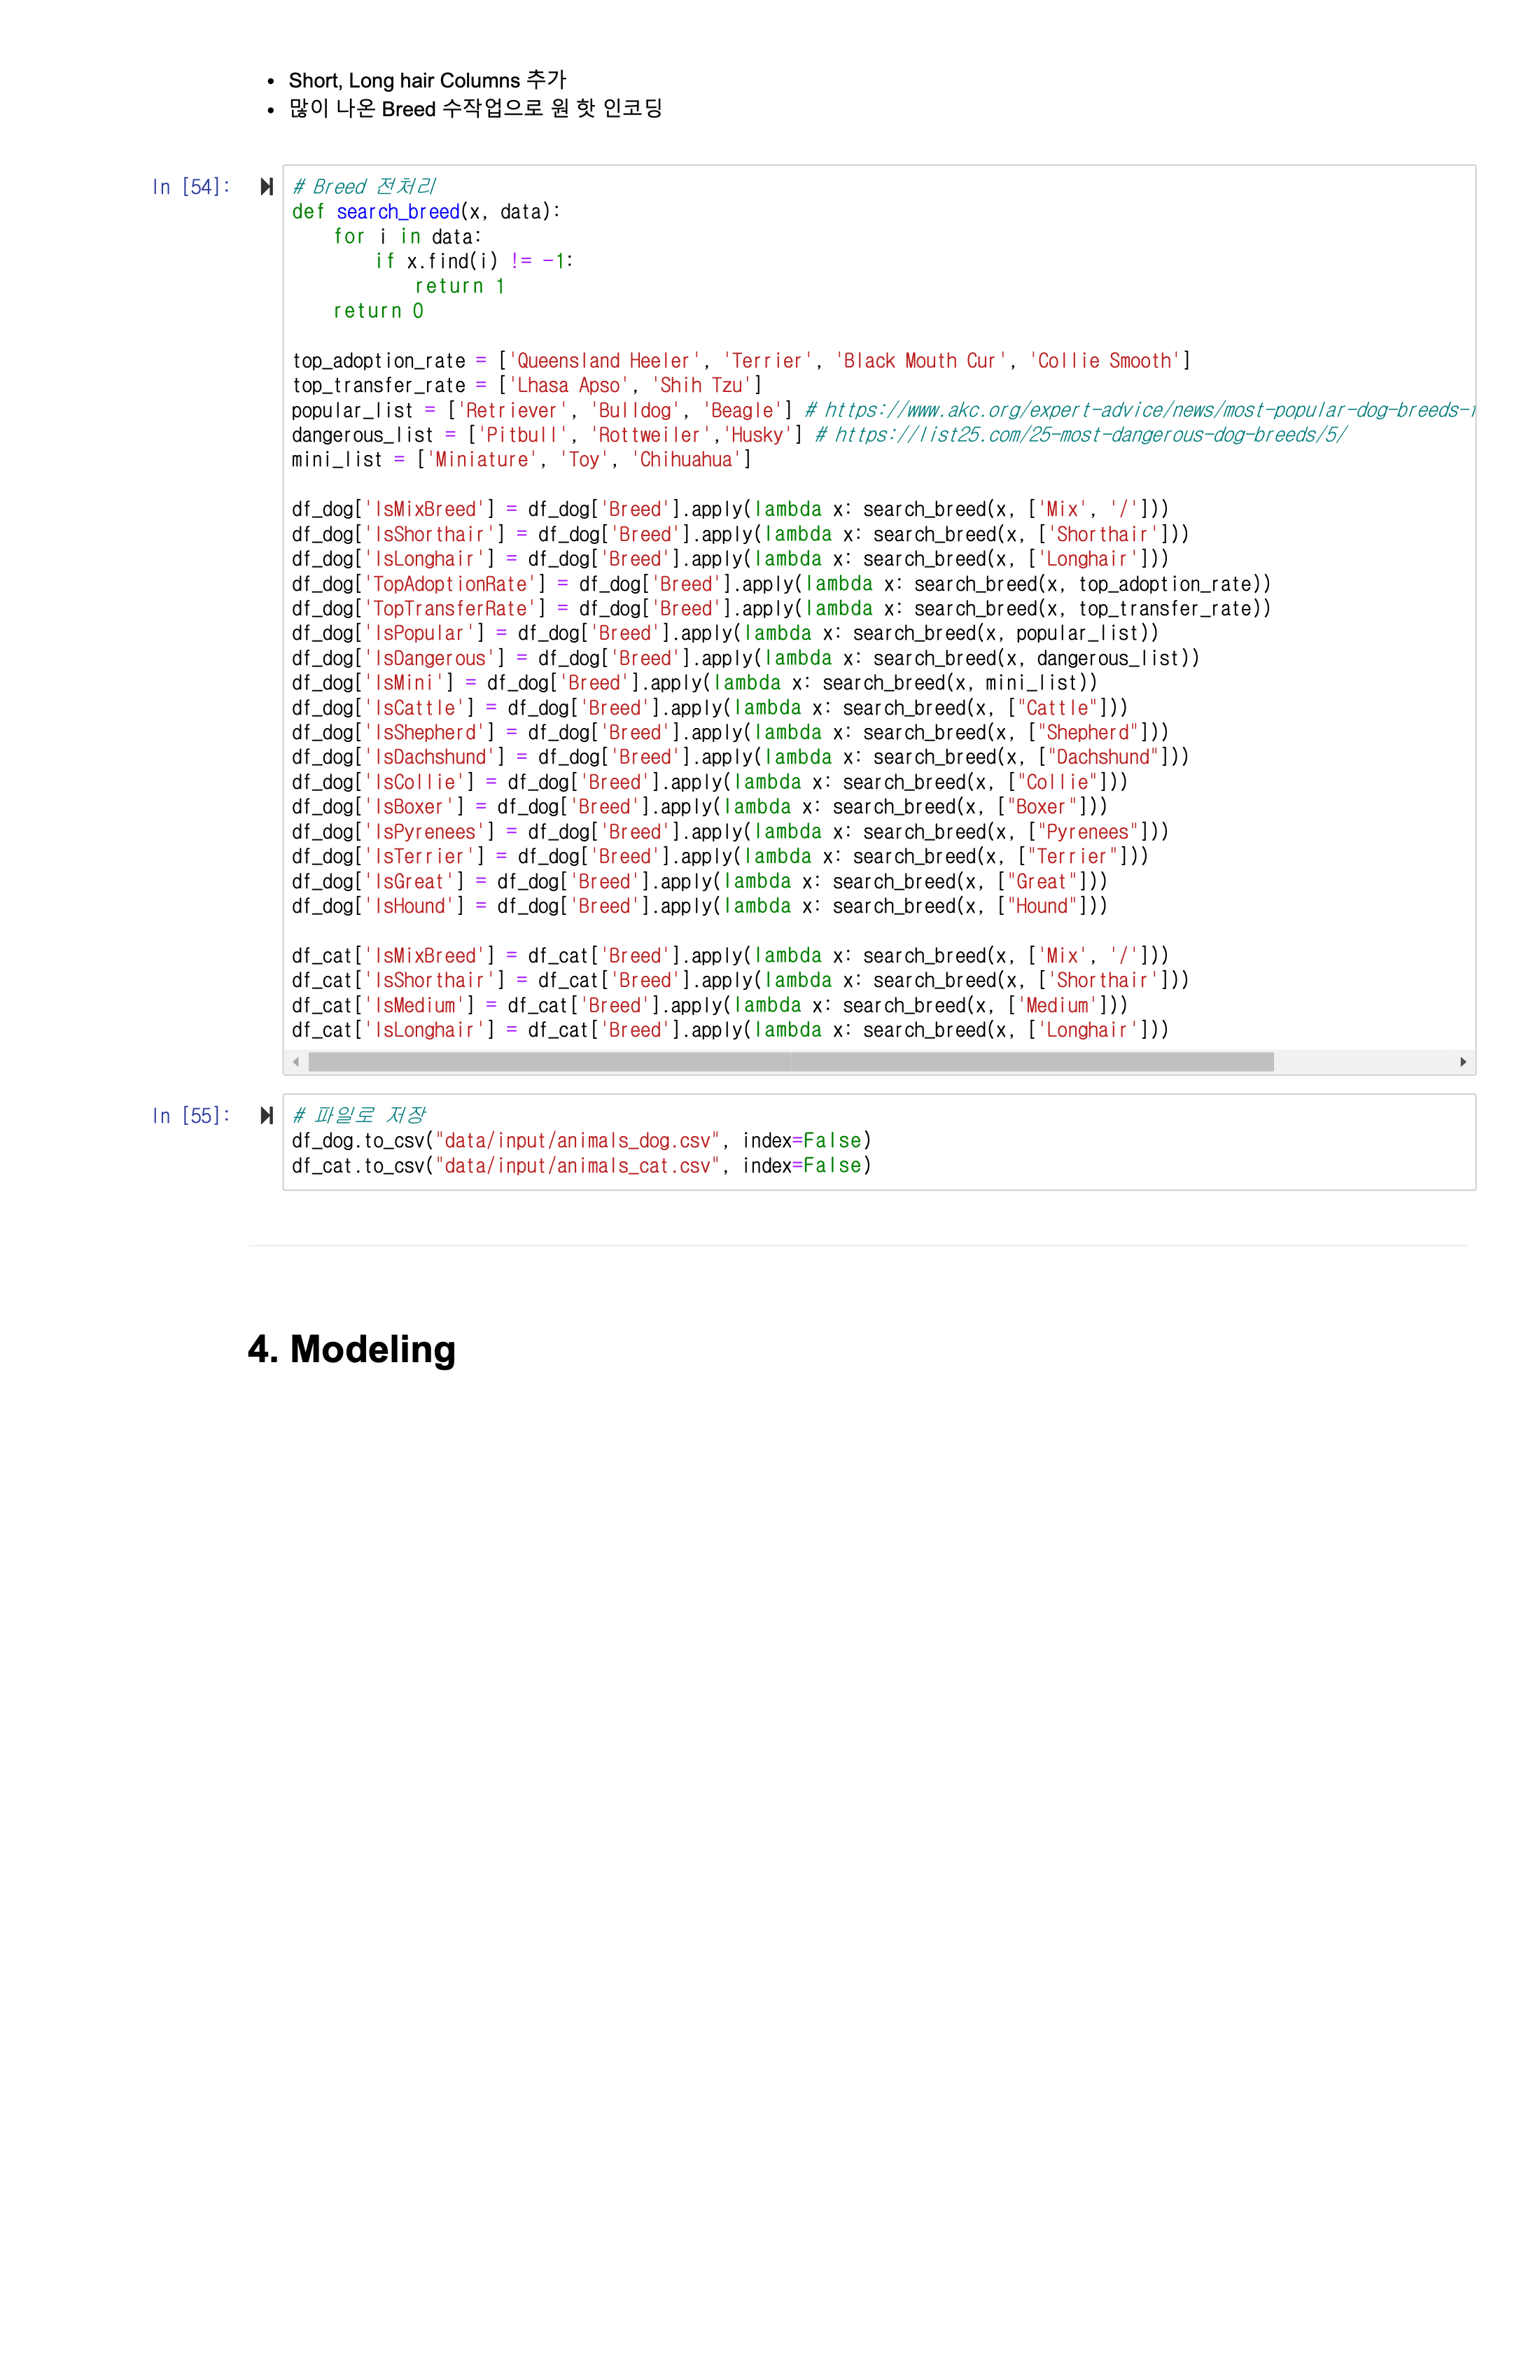 • Short, Long hair Columns 추가
• 많이 나온 Breed 수작업으로 원 핫 인코딩
In [54]:
# Breed 전처리
def search_breed(x, data):
    for i in data:
        if x.find(i) != -1:
            return 1
    return 0
top_adoption_rate = ['Queensland Heeler', 'Terrier', 'Black Mouth Cur', 'Collie Smooth']
top_transfer_rate = ['Lhasa Apso', 'Shih Tzu']
popular_list = ['Retriever', 'Bulldog', 'Beagle'] # https://www.akc.org/expert-advice/news/most-popular-dog-breeds-
dangerous_list = ['Pitbull', 'Rottweiler','Husky'] # https://list25.com/25-most-dangerous-dog-breeds/5/
mini_list = ['Miniature', 'Toy', 'Chihuahua']
df_dog['IsMixBreed'] = df_dog['Breed'].apply(lambda x: search_breed(x, ['Mix', '/']))
df_dog['IsShorthair'] = df_dog['Breed'].apply(lambda x: search_breed(x, ['Shorthair']))
df_dog['IsLonghair'] = df_dog['Breed'].apply(lambda x: search_breed(x, ['Longhair']))
df_dog['TopAdoptionRate'] = df_dog['Breed'].apply(lambda x: search_breed(x, top_adoption_rate))
df_dog['TopTransferRate'] = df_dog['Breed'].apply(lambda x: search_breed(x, top_transfer_rate))
df_dog['IsPopular'] = df_dog['Breed'].apply(lambda x: search_breed(x, popular_list))
df_dog['IsDangerous'] = df_dog['Breed'].apply(lambda x: search_breed(x, dangerous_list))
df_dog['IsMini'] = df_dog['Breed'].apply(lambda x: search_breed(x, mini_list))
df_dog['IsCattle'] = df_dog['Breed'].apply(lambda x: search_breed(x, ["Cattle"]))
df_dog['IsShepherd'] = df_dog['Breed'].apply(lambda x: search_breed(x, ["Shepherd"]))
df_dog['IsDachshund'] = df_dog['Breed'].apply(lambda x: search_breed(x, ["Dachshund"]))
df_dog['IsCollie'] = df_dog['Breed'].apply(lambda x: search_breed(x, ["Collie"]))
df_dog['IsBoxer'] = df_dog['Breed'].apply(lambda x: search_breed(x, ["Boxer"]))
df_dog['IsPyrenees'] = df_dog['Breed'].apply(lambda x: search_breed(x, ["Pyrenees"]))
df_dog['IsTerrier'] = df_dog['Breed'].apply(lambda x: search_breed(x, ["Terrier"]))
df_dog['IsGreat'] = df_dog['Breed'].apply(lambda x: search_breed(x, ["Great"]))
df_dog['IsHound'] = df_dog['Breed'].apply(lambda x: search_breed(x, ["Hound"]))
df_cat['IsMixBreed'] = df_cat['Breed'].apply(lambda x: search_breed(x, ['Mix', '/']))
df_cat['IsShorthair'] = df_cat['Breed'].apply(lambda x: search_breed(x, ['Shorthair']))
df_cat['IsMedium'] = df_cat['Breed'].apply(lambda x: search_breed(x, ['Medium']))
df_cat['IsLonghair'] = df_cat['Breed'].apply(lambda x: search_breed(x, ['Longhair']))
In [55]:
# 파일로 저장
df_dog.to_csv("data/input/animals_dog.csv", index=False)
df_cat.to_csv("data/input/animals_cat.csv", index=False)
4. Modeling